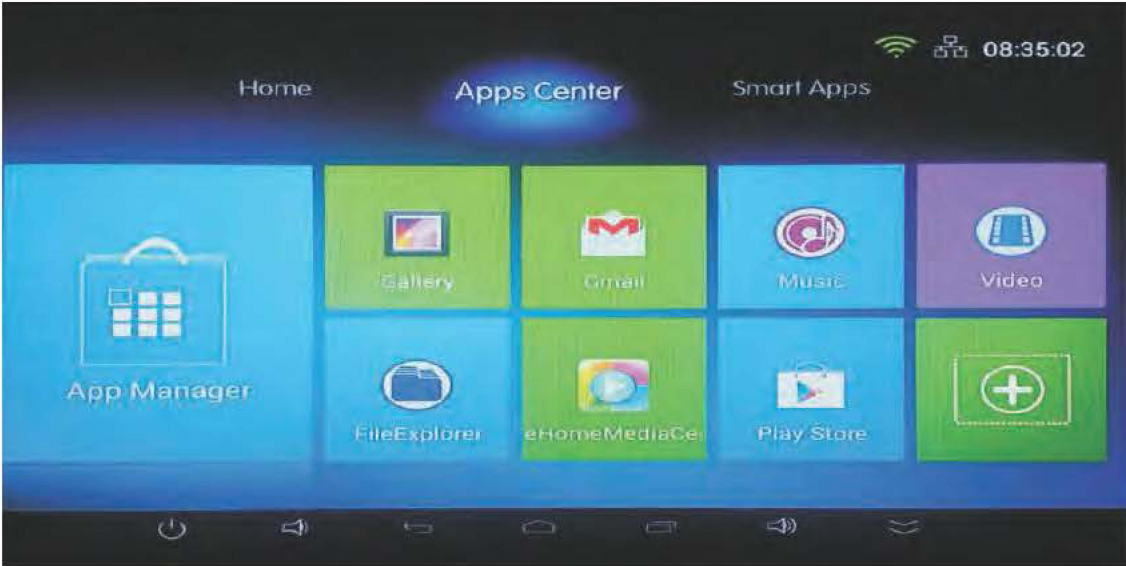 08:35:02
Home
Apps Center
Smart Apps
App Manager
Gallery
Gmail
Music
Video
FileExplorer
eHomeMediaCe
Play Store